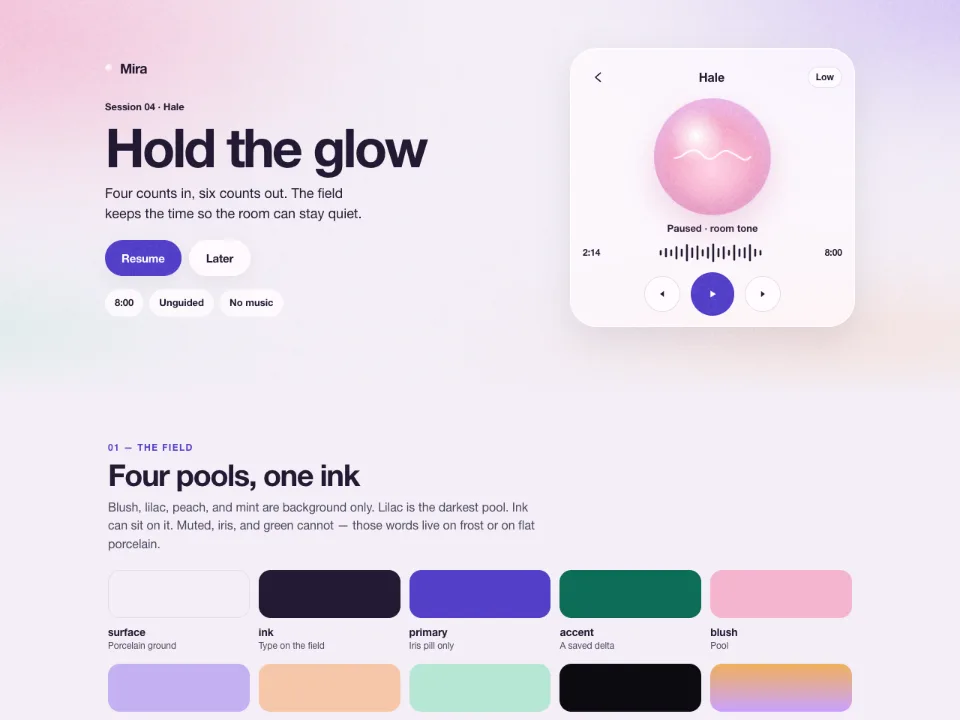 Mira
Session 04 · Hale
Hold the glow
Four counts in, six counts out. The field
keeps the time so the room can stay quiet.
Resume
Later
8:00
Unguided
No music
Hale
Low
Paused · room tone
2:14
8:00
01 — THE FIELD
Four pools, one ink
Blush, lilac, peach, and mint are background only. Lilac is the darkest pool. Ink
can sit on it. Muted, iris, and green cannot — those words live on frost or on flat
porcelain.
surface
Porcelain ground
ink
Type on the field
primary
Iris pill only
accent
A saved delta
blush
Pool